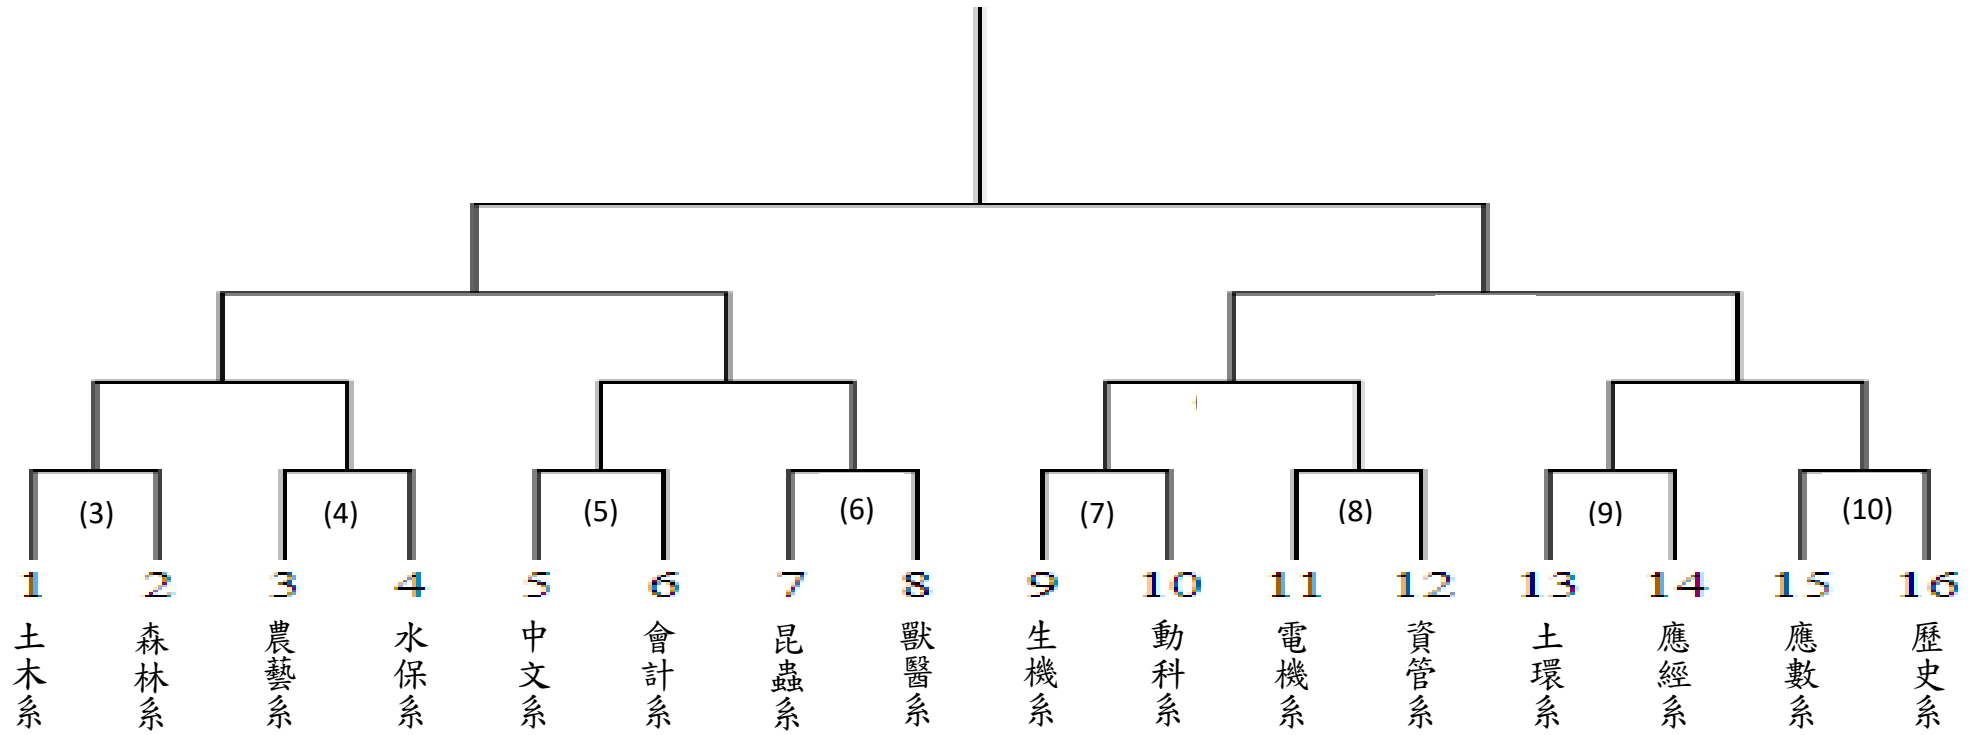 (3) (4) (5) (6) (7) (8) (9) (10)
1 2 3 4 5 6 7 8 9 10 11 12 13 14 15 16
土木系
森林系
農藝系
水保系
中文系
會計系
昆蟲系
獸醫系
生機系
動科系
電機系
資管系
土環系
應經系
應數系
歷史系